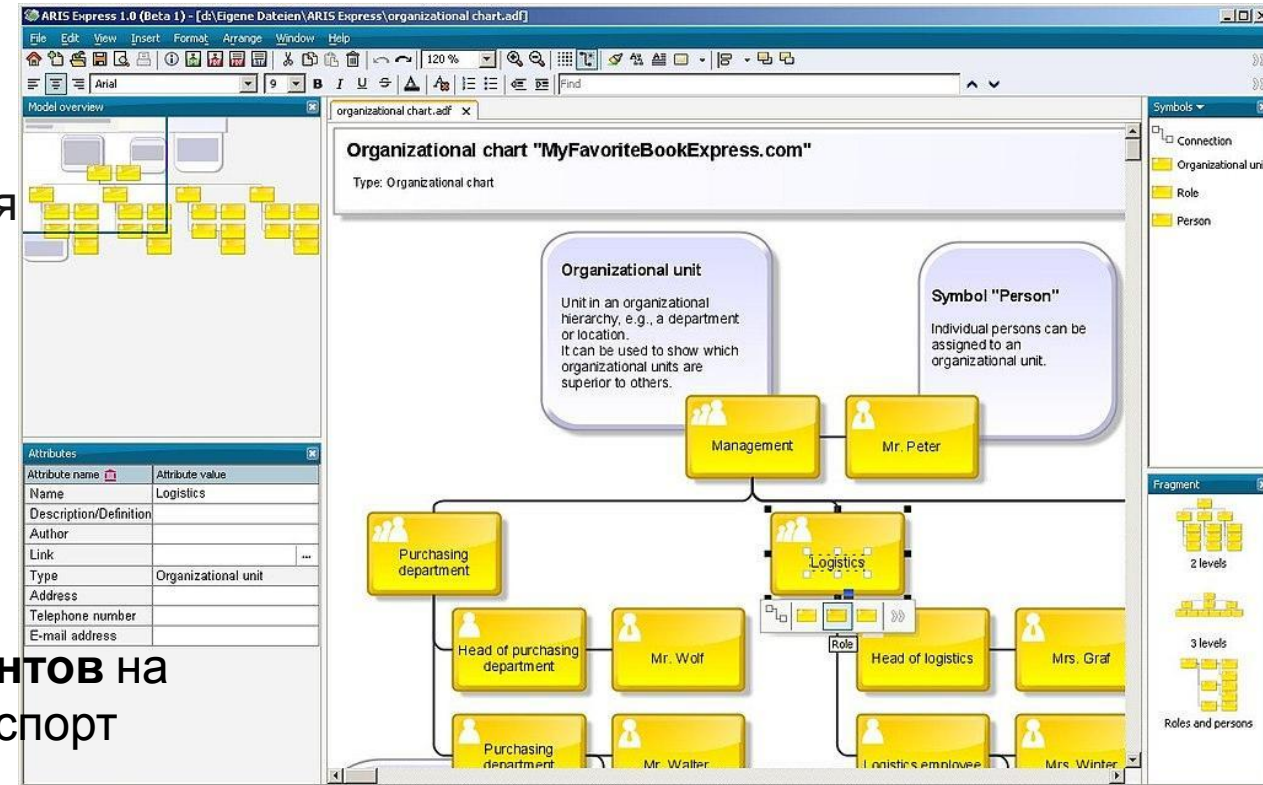 ARIS Express 1.0 (Beta 1) - [d:\Eigene Dateien\ARIS Express\organizational chart.adf]
File Edit View Insert Format Arrange Window Help
120 %
Arial 9 B I U S A Find
Model overview
organizational chart.adf x
Symbols
Organizational chart "MyFavoriteBookExpress.com"
Type: Organizational chart
Connection
Organizational uni
Role
Person
я
Organizational unit
Unit in an organizational
hierarchy, e.g., a department
or location.
It can be used to show which
organizational units are
superior to others.
Symbol "Person"
Individual persons can be
assigned to an
organizational unit.
Management
Mr. Peter
Attributes
Attribute name Attribute value
Name Logistics
Description/Definition
Author
Link ...
Type Organizational unit
Address
Telephone number
E-mail address
Purchasing
department
Logistics
Role
Head of purchasing
department
Mr. Wolf
Head of logistics
Mrs. Graf
Purchasing
department
Mr. Walter
Logistics employee
Mrs. Winter
Fragment
2 levels
3 levels
Roles and persons
нтов на
спорт